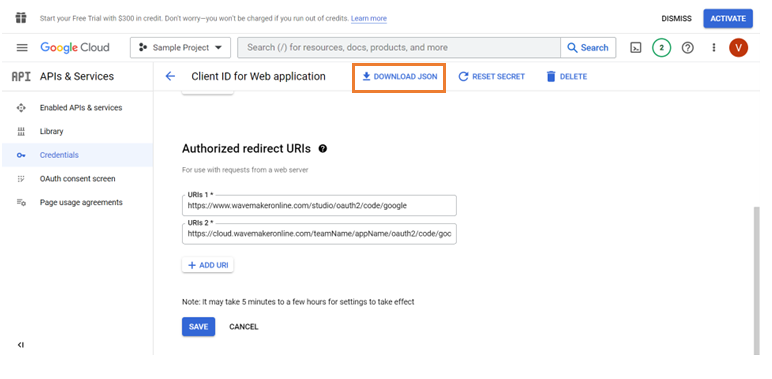 Start your Free Trial with $300 in credit. Don't worry—you won't be charged if you run out of credits. Learn more
DISMISS
ACTIVATE
Google Cloud
Sample Project
Search (/) for resources, docs, products, and more
Search
2
V
API APIs & Services
Client ID for Web application
DOWNLOAD JSON
RESET SECRET
DELETE
Enabled APIs & services
Library
Credentials
OAuth consent screen
Page usage agreements
Authorized redirect URIs
For use with requests from a web server
URIs 1 *
https://www.wavemakeronline.com/studio/oauth2/code/google
URIs 2 *
https://cloud.wavemakeronline.com/teamName/appName/oauth2/code/goc
ADD URI
Note: It may take 5 minutes to a few hours for settings to take effect
SAVE
CANCEL